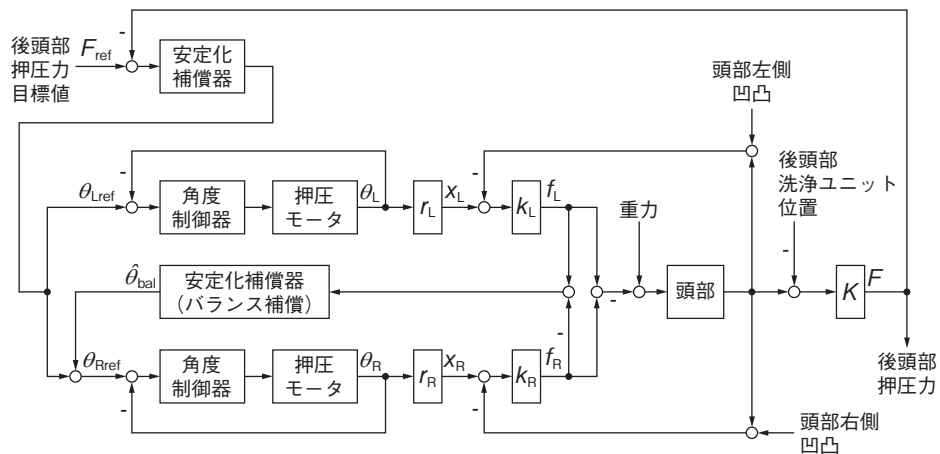 後頭部
押圧力
目標値
F_ref
-
安定化
補償器
頭部左側
凹凸
-
-
θ_Lref
角度
制御器
押圧
モータ
θ_L
r_L
x_L
k_L
f_L
重力
後頭部
洗浄ユニット
位置
-
θ̂_bal
安定化補償器
（バランス補償）
-
-
頭部
K
F
θ_Rref
角度
制御器
押圧
モータ
θ_R
r_R
x_R
k_R
f_R
-
-
後頭部
押圧力
頭部右側
凹凸